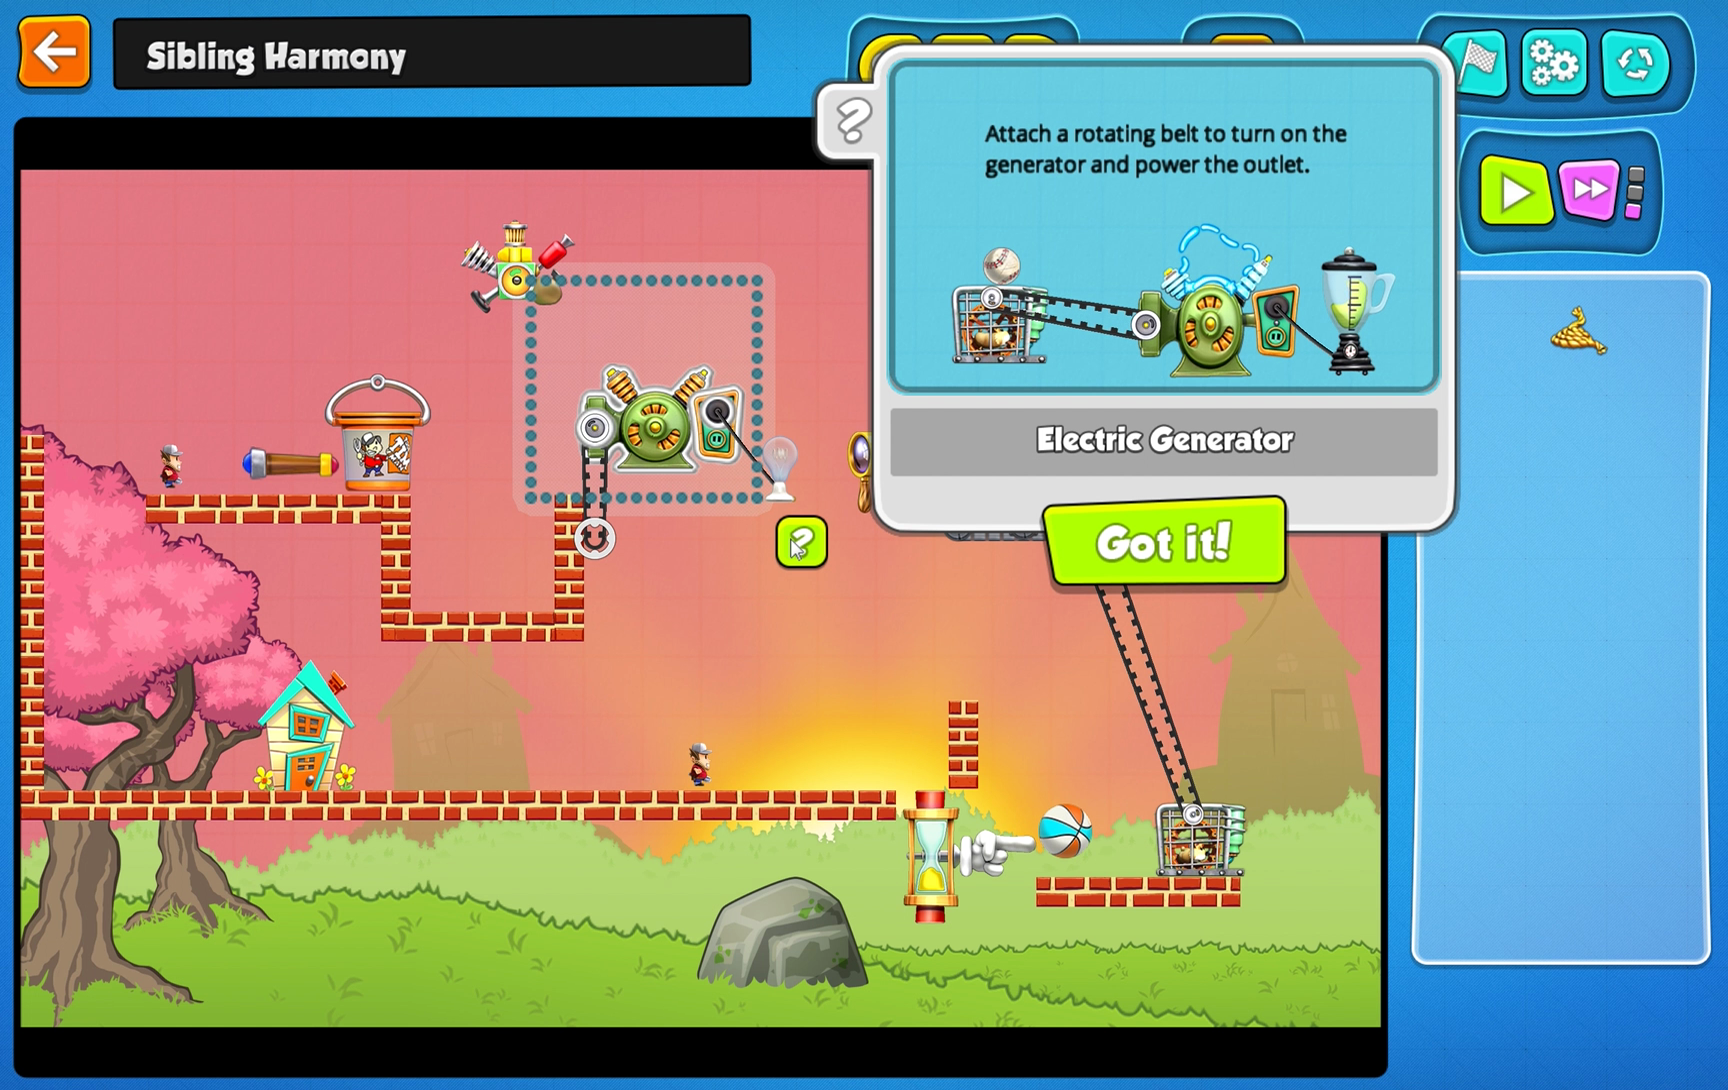 Sibling Harmony
Attach a rotating belt to turn on the
generator and power the outlet.
Electric Generator
Got it!
?
?